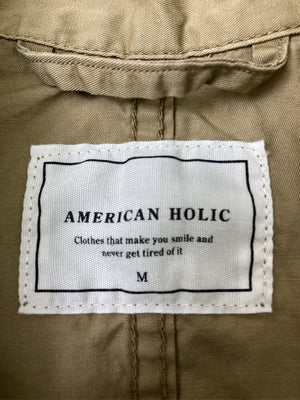 AMERICAN HOLIC
Clothes that make you smile and
never get tired of it
M